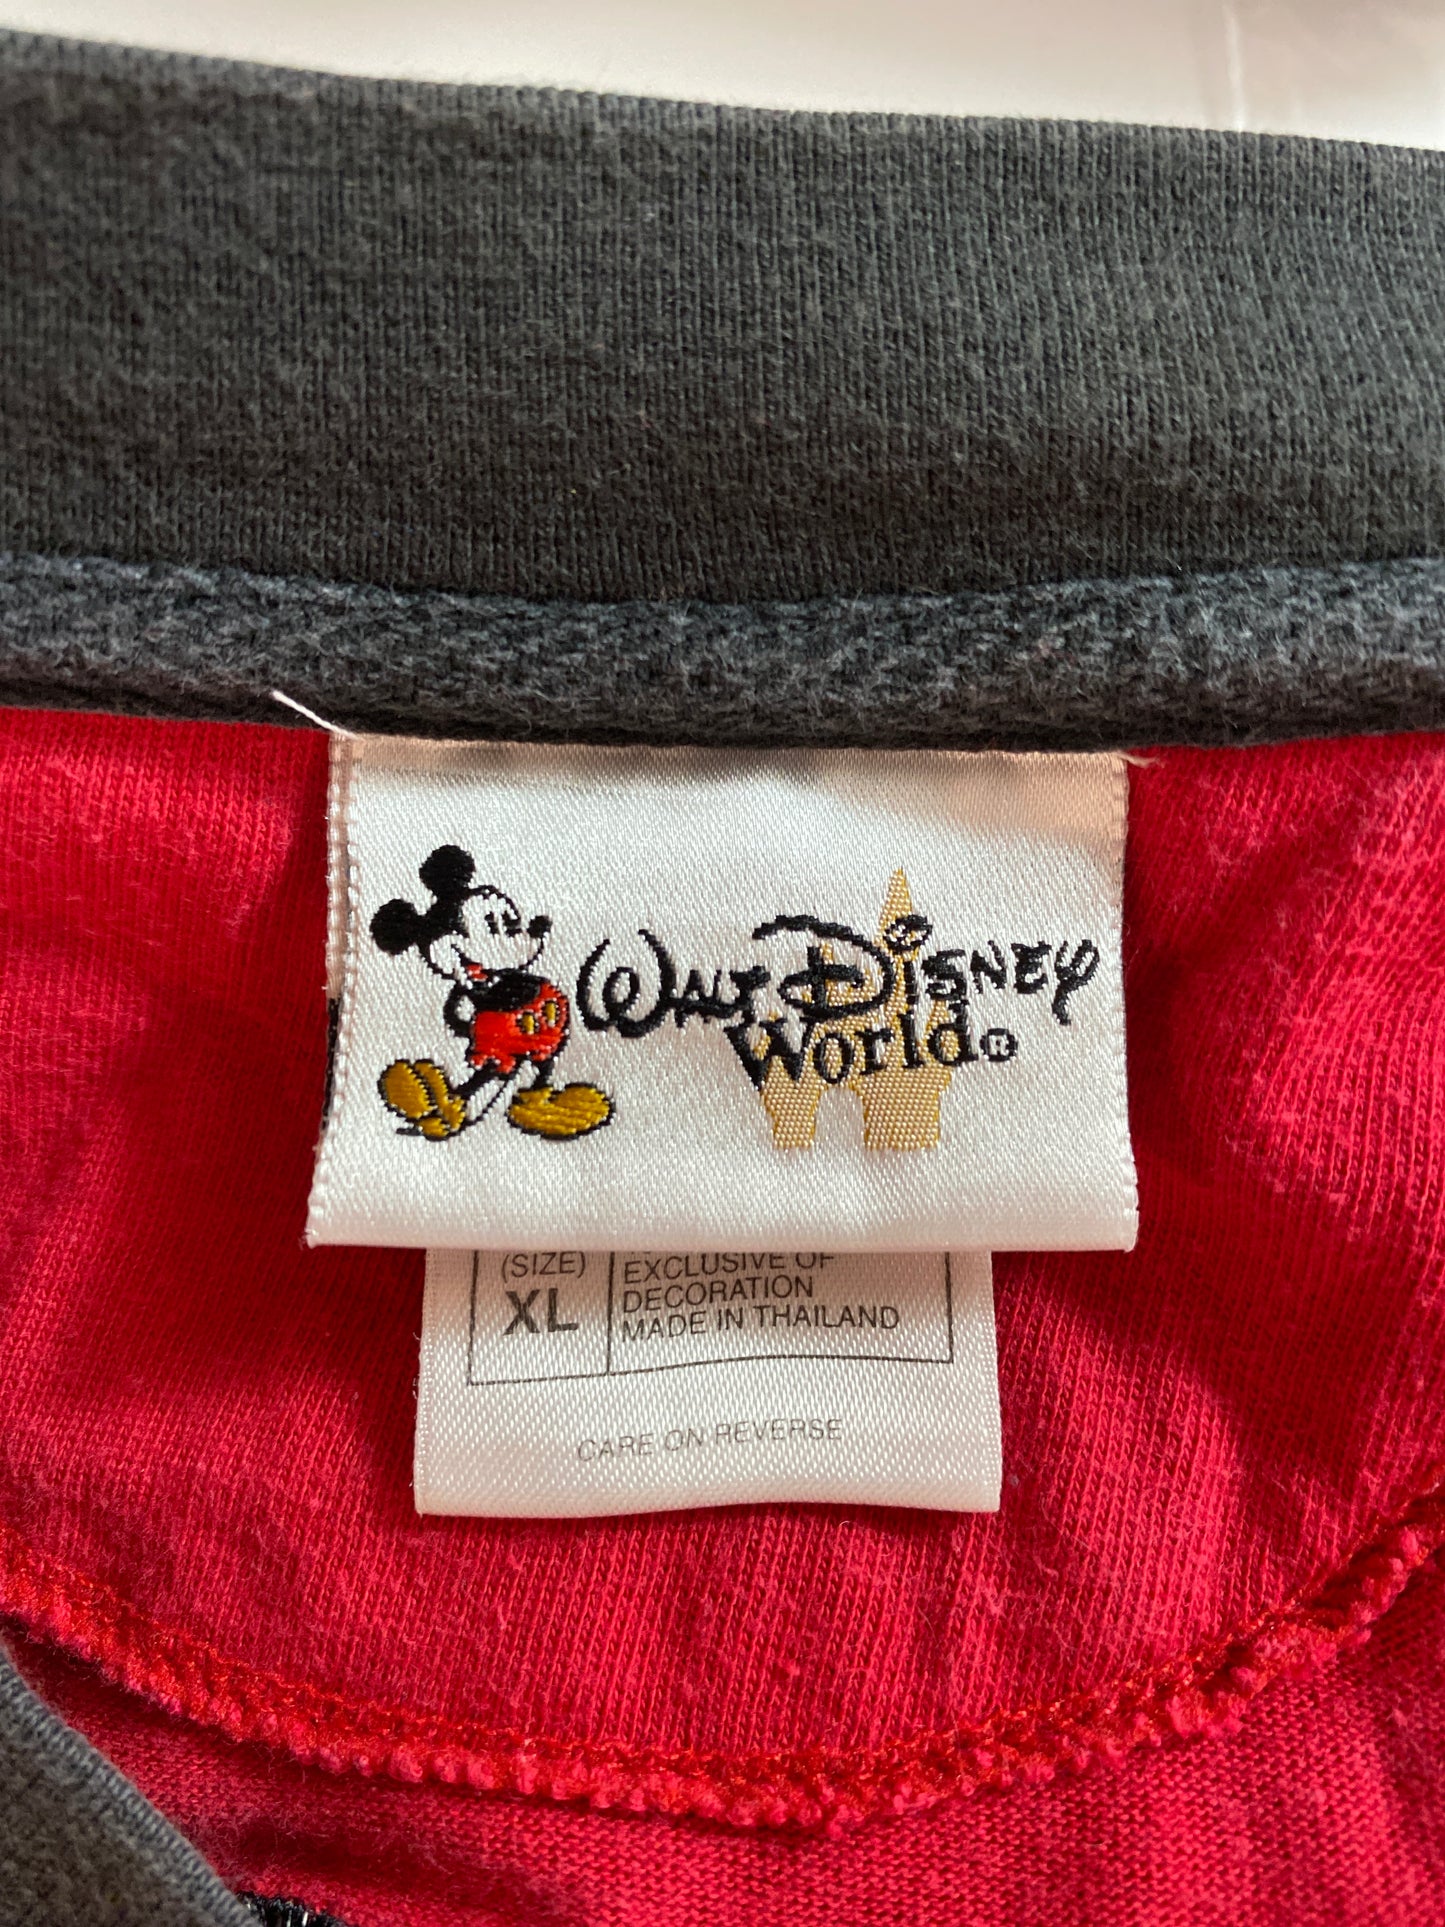 WALT DISNEY
World®
(SIZE)
XL
EXCLUSIVE OF
DECORATION
MADE IN THAILAND
CARE ON REVERSE